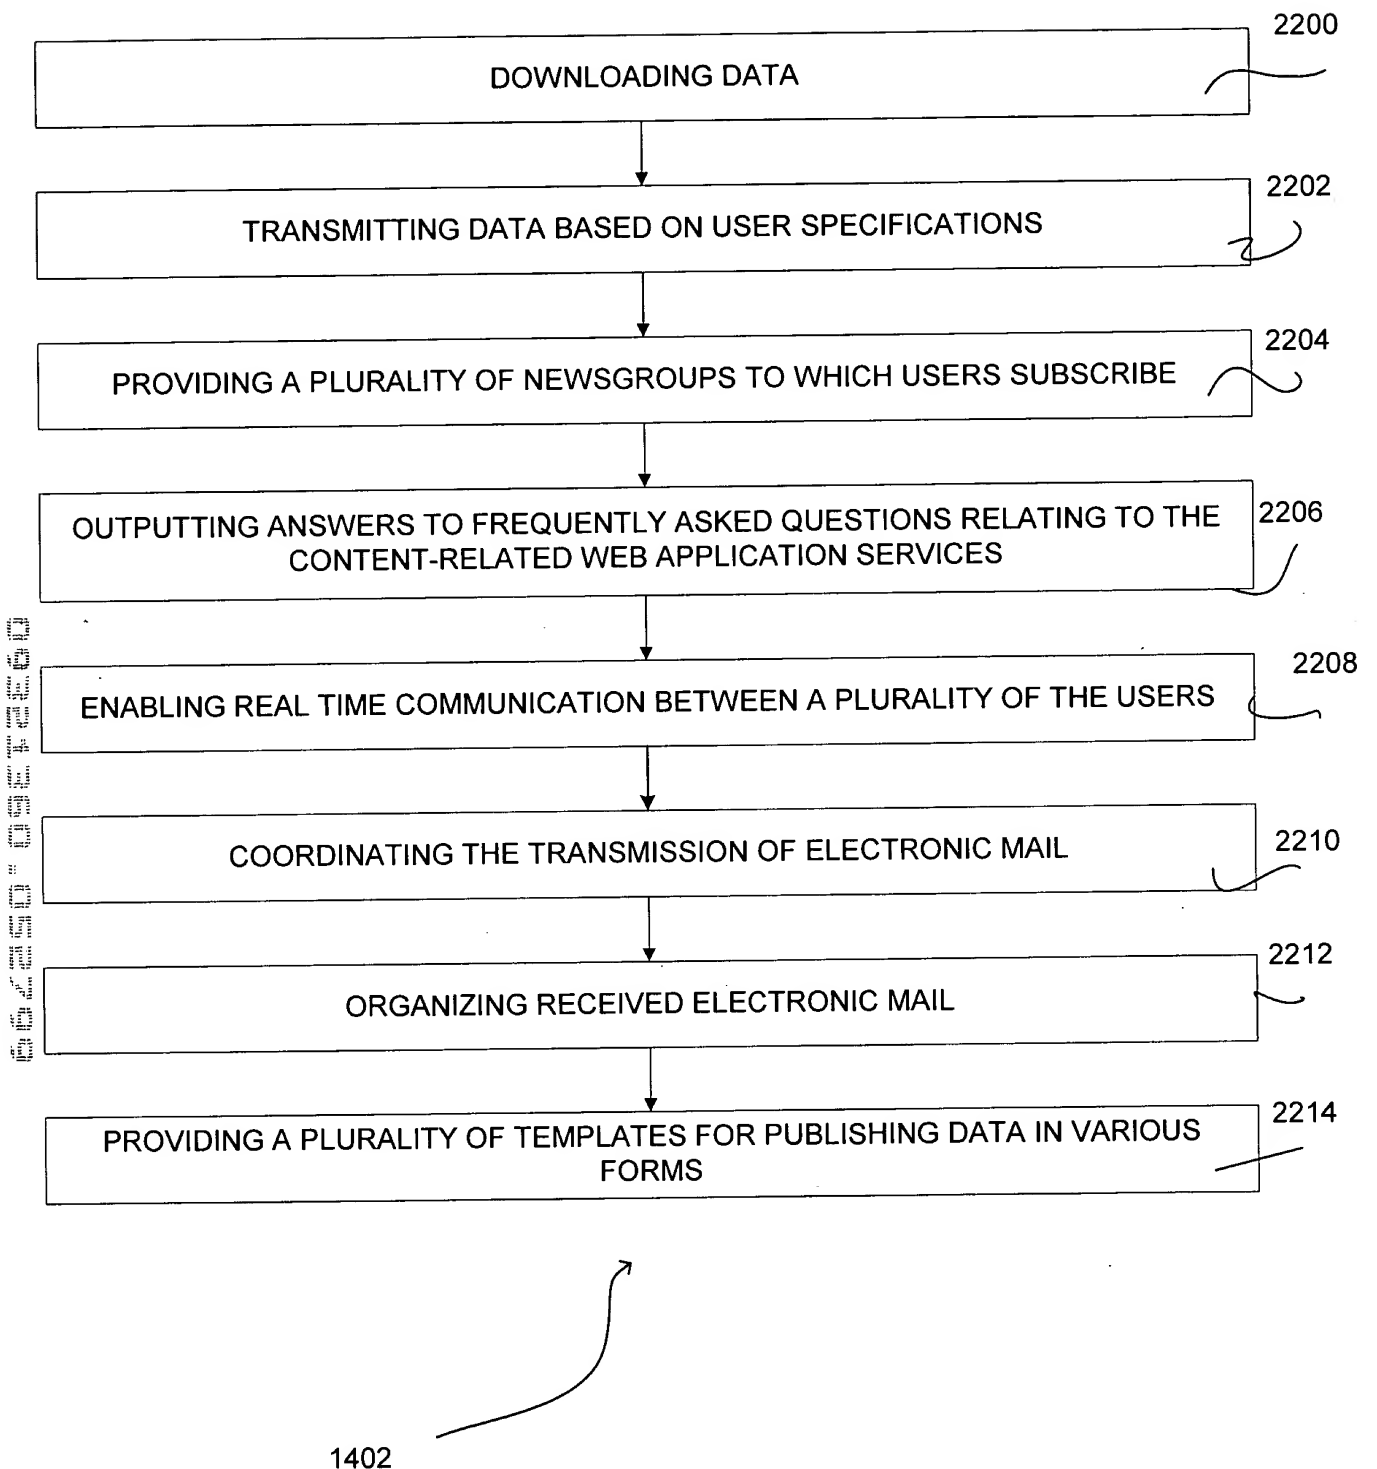 2200
DOWNLOADING DATA
2202
TRANSMITTING DATA BASED ON USER SPECIFICATIONS
2204
PROVIDING A PLURALITY OF NEWSGROUPS TO WHICH USERS SUBSCRIBE
2206
OUTPUTTING ANSWERS TO FREQUENTLY ASKED QUESTIONS RELATING TO THE
CONTENT-RELATED WEB APPLICATION SERVICES
2208
ENABLING REAL TIME COMMUNICATION BETWEEN A PLURALITY OF THE USERS
2210
COORDINATING THE TRANSMISSION OF ELECTRONIC MAIL
2212
ORGANIZING RECEIVED ELECTRONIC MAIL
2214
PROVIDING A PLURALITY OF TEMPLATES FOR PUBLISHING DATA IN VARIOUS
FORMS
1402